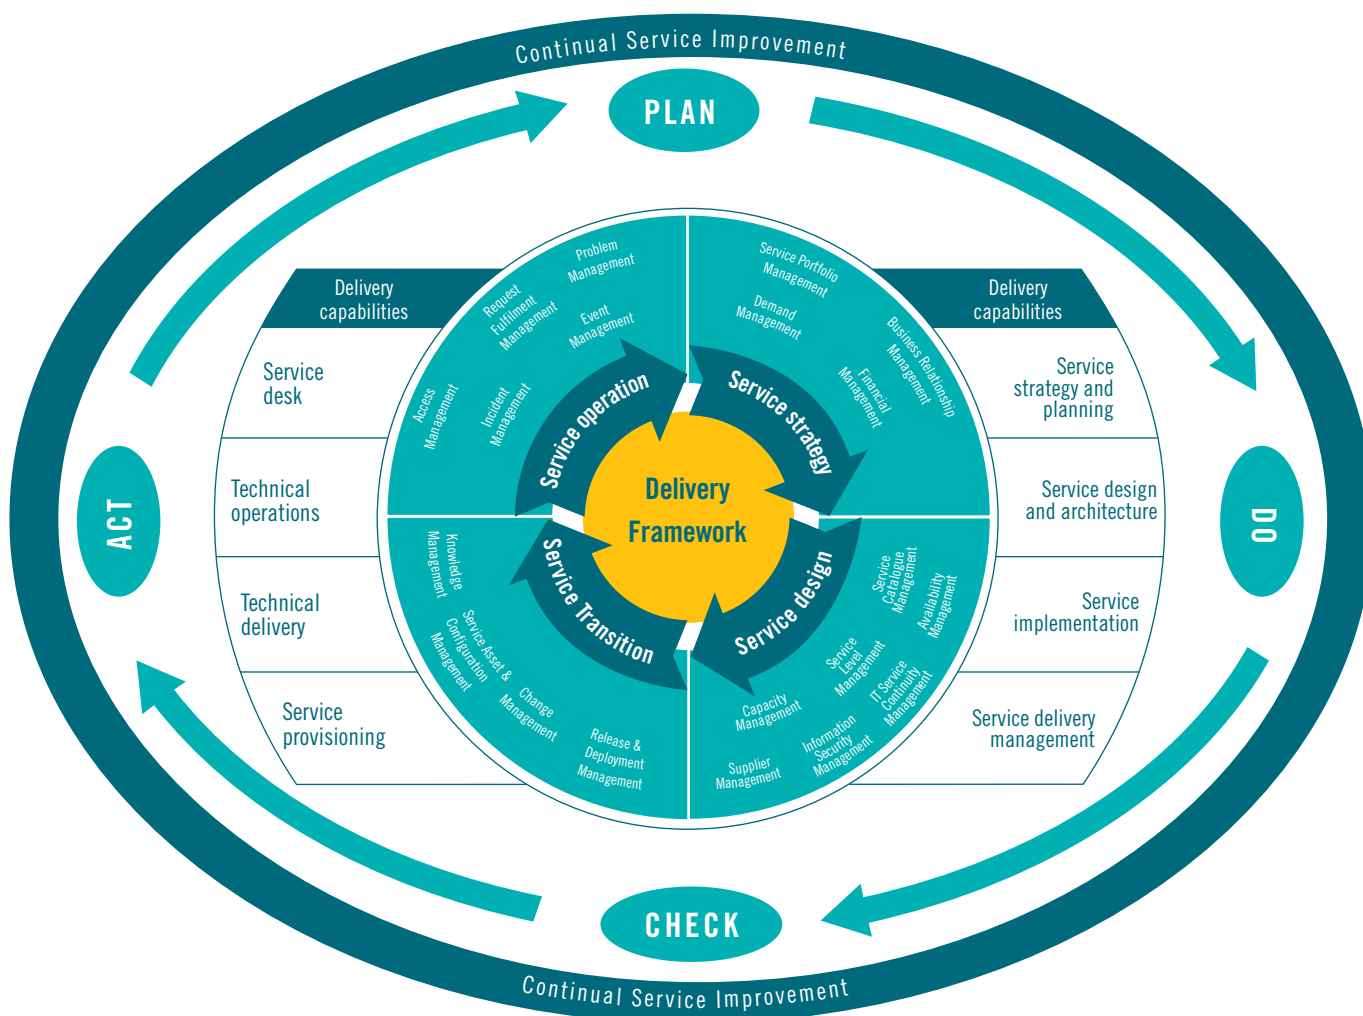 Continual Service Improvement
PLAN
DO
CHECK
ACT
Delivery
capabilities
Service
desk
Technical
operations
Technical
delivery
Service
provisioning
Problem
Management
Request
Fulfilment
Management
Event
Management
Access
Management
Incident
Management
Service operation
Service Portfolio
Management
Demand
Management
Business Relationship
Management
Financial
Management
Service strategy
Delivery
Framework
Knowledge
Management
Service Asset &
Configuration
Management
Change
Management
Release &
Deployment
Management
Service Transition
Service
Catalogue
Management
Availability
Management
Service
Level
Management
IT Service
Continuity
Management
Capacity
Management
Information
Security
Management
Supplier
Management
Service design
Delivery
capabilities
Service
strategy and
planning
Service design
and architecture
Service
implementation
Service delivery
management
Continual Service Improvement